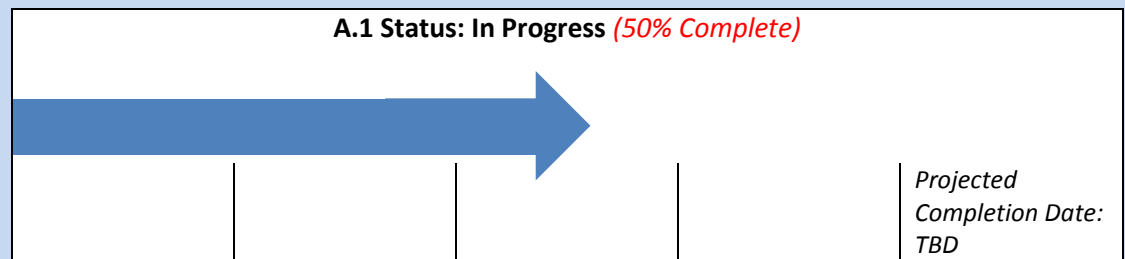 A.1 Status: In Progress (50% Complete)
Projected
Completion Date:
TBD